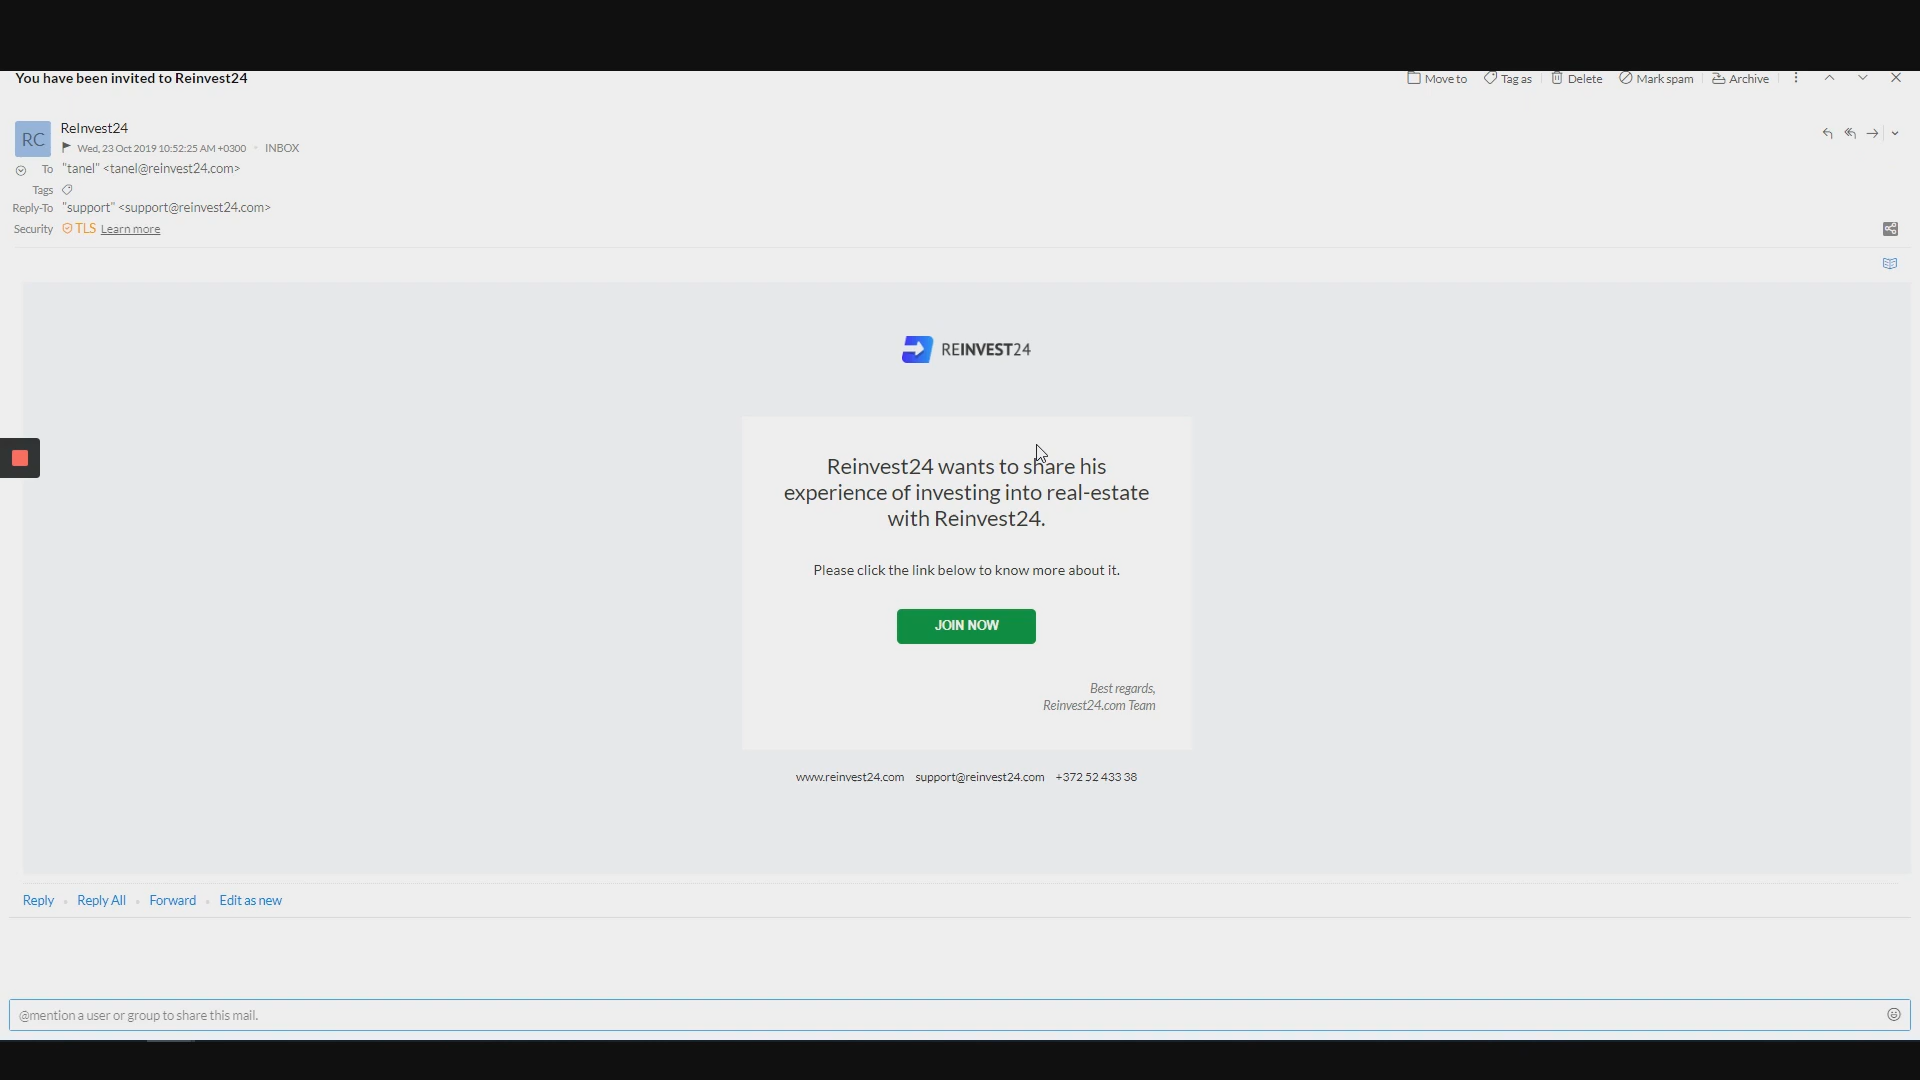 You have been invited to Reinvest24
Move to Tag as Delete Mark spam Archive
RC
ReInvest24
Wed, 23 Oct 2019 10:52:25 AM +0300 INBOX
To "tanel" <tanel@reinvest24.com>
Tags
Reply-To "support" <support@reinvest24.com>
Security TLS Learn more
REINVEST24
Reinvest24 wants to share his
experience of investing into real-estate
with Reinvest24.
Please click the link below to know more about it.
JOIN NOW
Best regards,
Reinvest24.com Team
www.reinvest24.com support@reinvest24.com +372 52 433 38
Reply Reply All Forward Edit as new
@mention a user or group to share this mail.